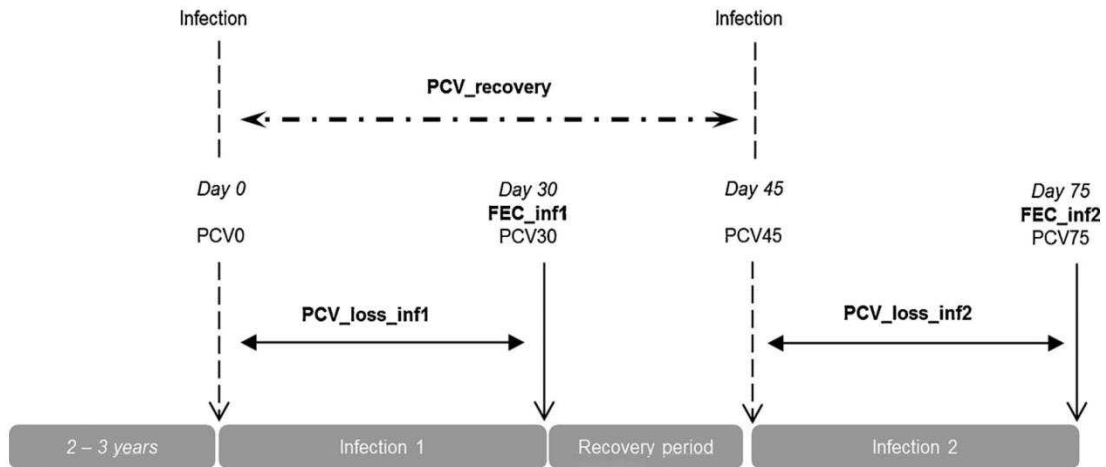 Infection Infection
PCV_recovery
Day 0 Day 30 Day 45 Day 75
FEC_inf1 FEC_inf2
PCV0 PCV30 PCV45 PCV75
PCV_loss_inf1 PCV_loss_inf2
2 – 3 years Infection 1 Recovery period Infection 2